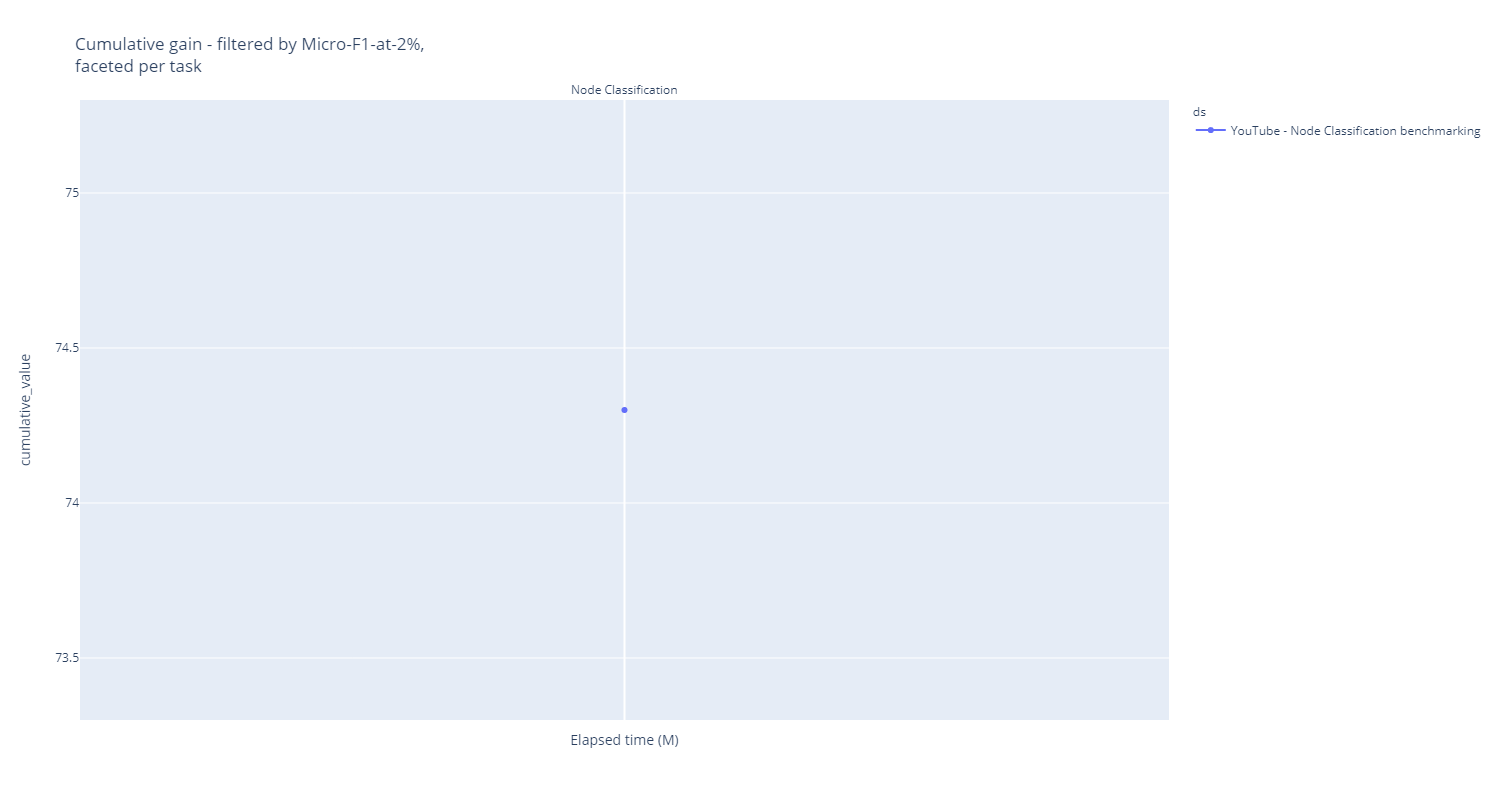 Cumulative gain - filtered by Micro-F1-at-2%,
faceted per task
Node Classification
ds
YouTube - Node Classification benchmarking
75
74.5
74
73.5
cumulative_value
Elapsed time (M)